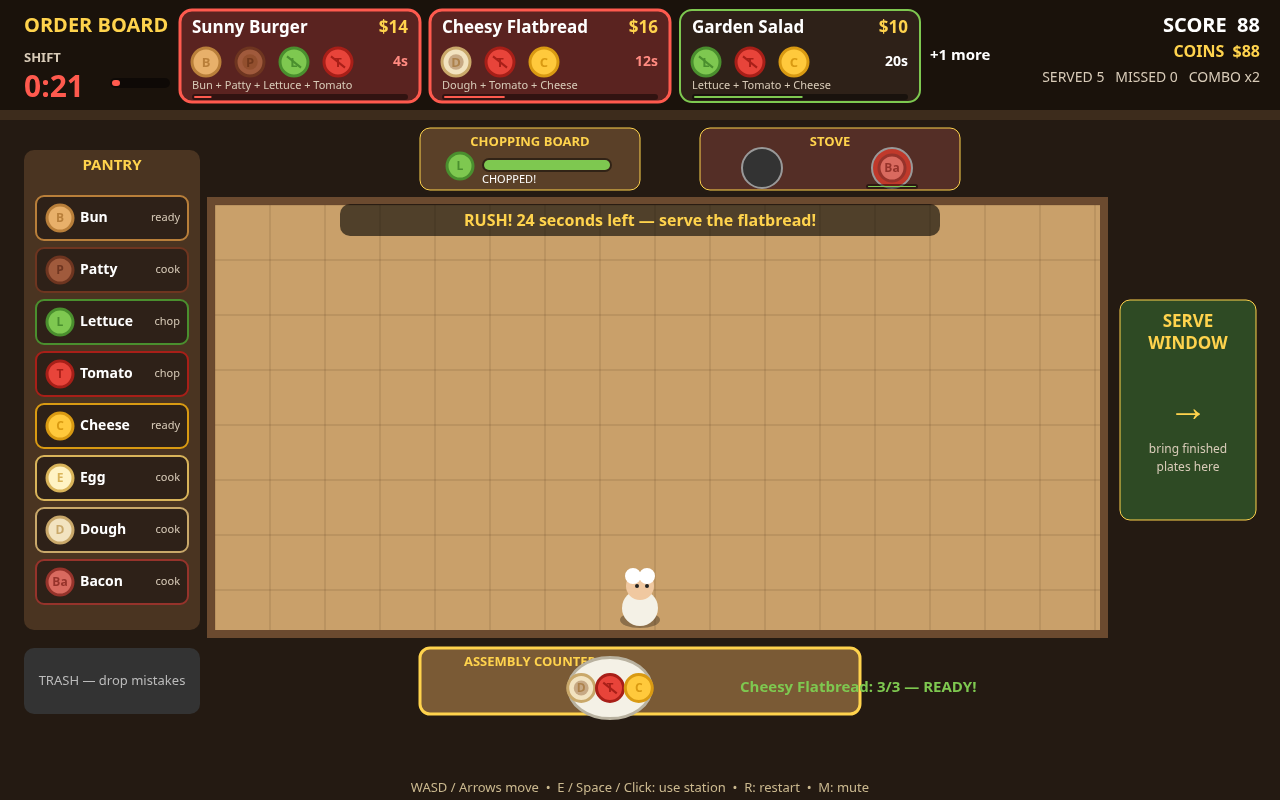 ORDER BOARD
SHIFT
0:21
Sunny Burger $14
B P L T 4s
Bun + Patty + Lettuce + Tomato
Cheesy Flatbread $16
D T C 12s
Dough + Tomato + Cheese
Garden Salad $10
L T C 20s
Lettuce + Tomato + Cheese
+1 more
SCORE 88
COINS $88
SERVED 5 MISSED 0 COMBO x2
PANTRY
B Bun ready
P Patty cook
L Lettuce chop
T Tomato chop
C Cheese ready
E Egg cook
D Dough cook
Ba Bacon cook
TRASH — drop mistakes
CHOPPING BOARD
L
CHOPPED!
STOVE
Ba
RUSH! 24 seconds left — serve the flatbread!
SERVE
WINDOW
→
bring finished
plates here
ASSEMBLY COUNTER
D T C
Cheesy Flatbread: 3/3 — READY!
WASD / Arrows move • E / Space / Click: use station • R: restart • M: mute